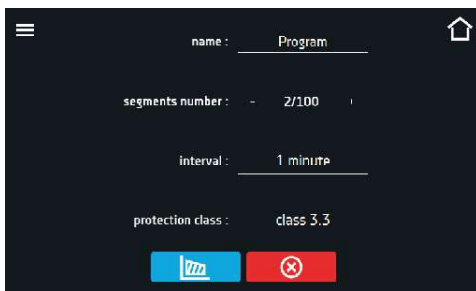 name : Program
segments number : - 2/100
interval : 1 minute
protection class : class 3.3